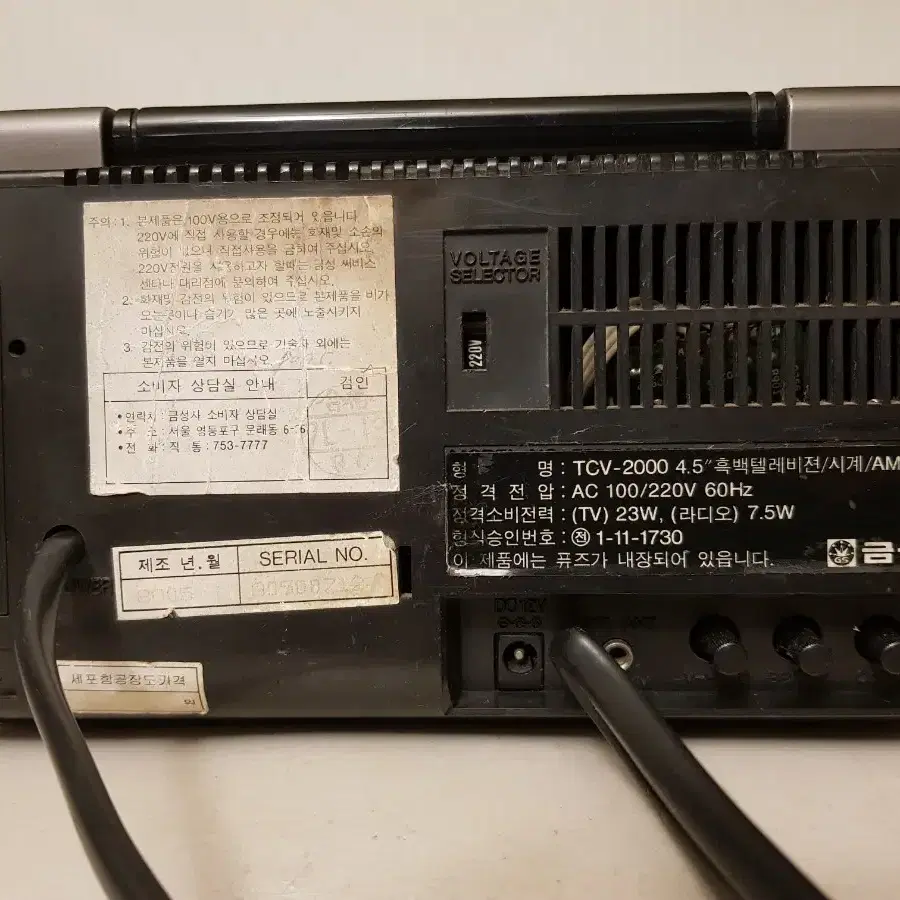 주의: 1. 본제품은 100V용으로 조정되어 있읍니다.
220V에 직접 사용할 경우에는 화재및 소손의
위험이 있으니 직접사용을 금하여 주십시오.
220V전원을 사용하고자 할때는 금성 써비스
센타나 대리점에 문의하여 주십시오.
2. 화재및 감전의 위험이 있으므로 본제품을 비가
오는곳이나 습기가 많은 곳에 노출시키지
마십시오.
3. 감전의 위험이 있으므로 기술자 외에는
본제품을 열지 마십시오.
소비자 상담실 안내
검인
• 연락처: 금성사 소비자 상담실
• 주 소: 서울 영등포구 문래동 6-26
• 전 화: 직 통: 753-7777
VOLTAGE
SELECTOR
220V
형 명: TCV-2000 4.5″흑백텔레비젼/시계/AM
정 격 전 압: AC 100/220V 60Hz
정격소비전력: (TV) 23W, (라디오) 7.5W
형식승인번호: 1-11-1730
이 제품에는 퓨즈가 내장되어 있읍니다.
GS
제조 년.월
SERIAL NO.
DC12V
세포함공장도가격
원